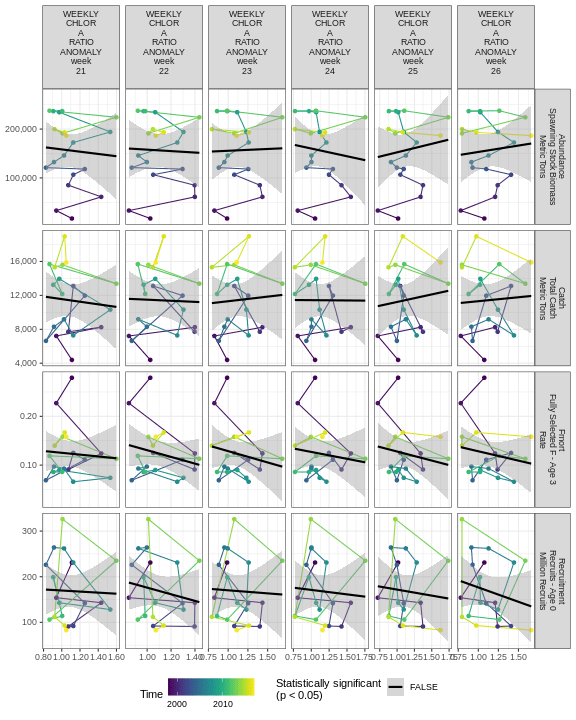 WEEKLY CHLOR A RATIO ANOMALY week 21
WEEKLY CHLOR A RATIO ANOMALY week 22
WEEKLY CHLOR A RATIO ANOMALY week 23
WEEKLY CHLOR A RATIO ANOMALY week 24
WEEKLY CHLOR A RATIO ANOMALY week 25
WEEKLY CHLOR A RATIO ANOMALY week 26
200,000
100,000
Abundance
Spawning Stock Biomass
Metric Tons
16,000
12,000
8,000
4,000
Catch
Total Catch
Metric Tons
0.20
0.10
Fmort
Fully Selected F - Age 3
Rate
300
200
100
Recruitment
Recruits - Age 0
Million Recruits
0.80 1.00 1.20 1.40 1.60
1.00 1.20 1.40
0.75 1.00 1.25 1.50
0.75 1.00 1.25 1.50 1.75
0.75 1.00 1.25 1.50 1.75
0.75 1.00 1.25 1.50
Time
2000 2010
Statistically significant
(p < 0.05)
FALSE